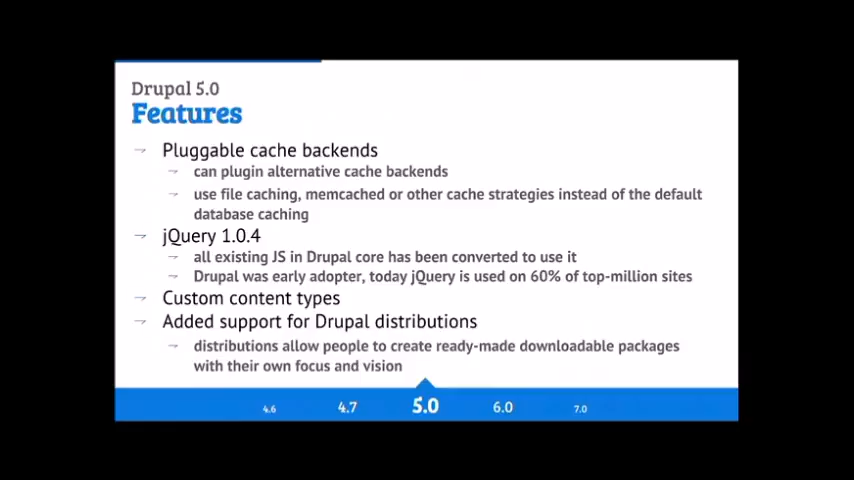 Drupal 5.0
Features
Pluggable cache backends
can plugin alternative cache backends
use file caching, memcached or other cache strategies instead of the default
database caching
jQuery 1.0.4
all existing JS in Drupal core has been converted to use it
Drupal was early adopter, today jQuery is used on 60% of top-million sites
Custom content types
Added support for Drupal distributions
distributions allow people to create ready-made downloadable packages
with their own focus and vision
4.6 4.7 5.0 6.0 7.0